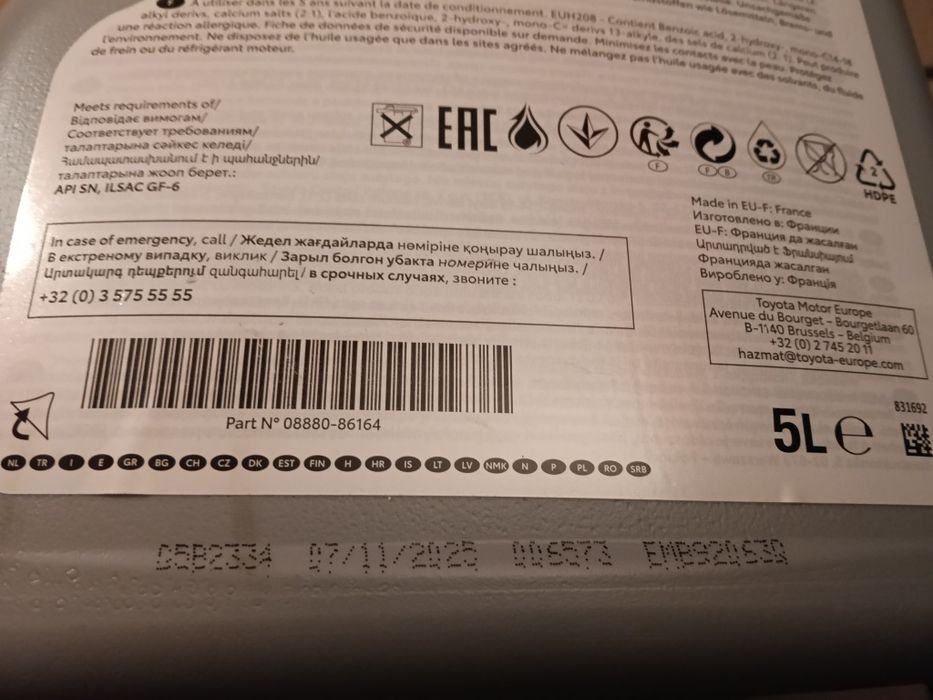 À utiliser dans les 5 ans suivant la date de conditionnement. EUH208 - Contient Benzoic acid, 2-hydroxy-, mono-C14-18
alkyl derivs, calcium salts (2:1), l'acide benzoïque, 2-hydroxy-, mono-C= derivs 13-alkyle, des sels de calcium (2: 1). Peut produire
une réaction allergique. Fiche de données de sécurité disponible sur demande. Minimisez les contacts avec la peau. Protégez
l'environnement. Ne disposez de l'huile usagée que dans les sites agréés. Ne mélangez pas l'huile usagée avec des solvants, du fluide
de frein ou du réfrigérant moteur.
Meets requirements of/
Відповідає вимогам/
Соответствует требованиям/
талаптарына сәйкес келеді/
Համապատասխանում է ի պահանջներին/
талаптарына жооп берет.:
API SN, ILSAC GF-6
EAC
F
F B
TR
2
HDPE
Made in EU-F: France
Изготовлено в: Франции
EU-F: Франция да жасалған
Արտադրված է Ֆրանսիայում
Францияда жасалган
Вироблено у: Франція
In case of emergency, call / Жедел жағдайларда нөміріне қоңырау шалыңыз. /
В екстреному випадку, виклик / Зарыл болгон убакта номерине чалыңыз. /
Արտակարգ դեպքերում զանգահարել/ в срочных случаях, звоните :
+32 (0) 3 575 55 55
Toyota Motor Europe
Avenue du Bourget - Bourgetlaan 60
B-1140 Brussels - Belgium
+32 (0) 2 745 20 11
hazmat@toyota-europe.com
Part N° 08880-86164
5L e
831692
NL TR I E GR BG CH CZ DK EST FIN H HR IS LT LV NMK N P PL RO SRB
D5B2334 07/11/2025 006573 EMB92063Q